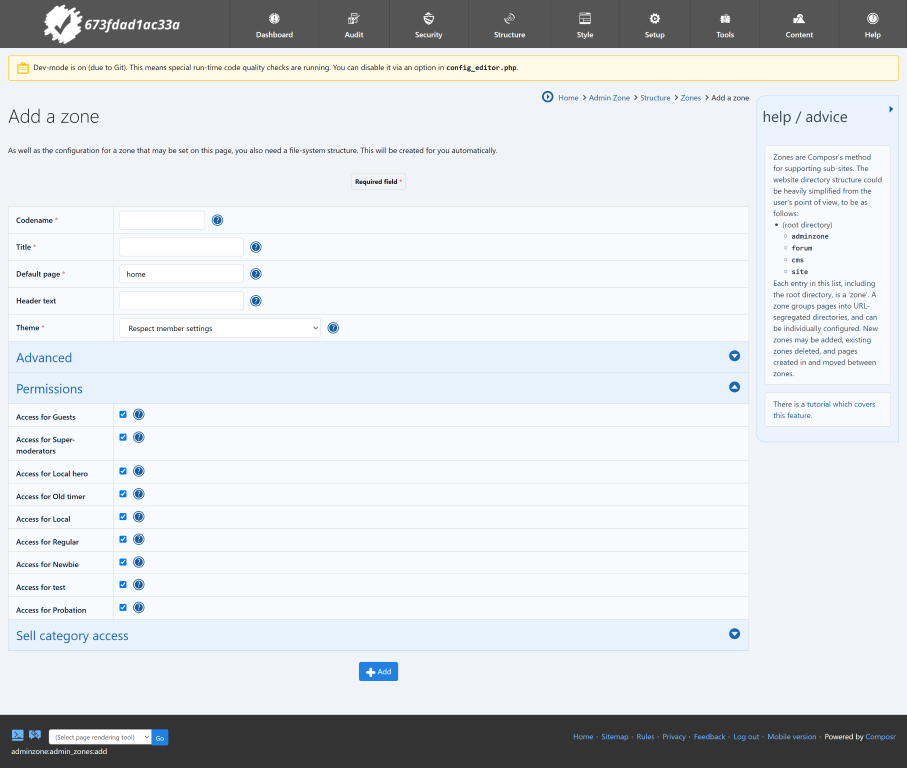 673fdad1ac33a
Dashboard
Audit
Security
Structure
Style
Setup
Tools
Content
Help
Dev-mode is on (due to Git). This means special run-time code quality checks are running. You can disable it via an option in config_editor.php.
Home > Admin Zone > Structure > Zones > Add a zone
Add a zone
As well as the configuration for a zone that may be set on this page, you also need a file-system structure. This will be created for you automatically.
Required field *
Codename *
Title *
Default page * home
Header text
Theme * Respect member settings
Advanced
Permissions
Access for Guests
Access for Super-
moderators
Access for Local hero
Access for Old timer
Access for Local
Access for Regular
Access for Newbie
Access for test
Access for Probation
Sell category access
Add
help / advice
Zones are Composr's method
for supporting sub-sites. The
website directory structure could
be heavily simplified from the
user's point of view, to be as
follows:
(root directory)
adminzone
forum
cms
site
Each entry in this list, including
the root directory, is a 'zone'. A
zone groups pages into URL-
segregated directories, and can
be individually configured. New
zones may be added, existing
zones deleted, and pages
created in and moved between
zones.
There is a tutorial which covers
this feature.
(Select page rendering tool) Go
adminzone:admin_zones:add
Home · Sitemap · Rules · Privacy · Feedback · Log out · Mobile version · Powered by Composr